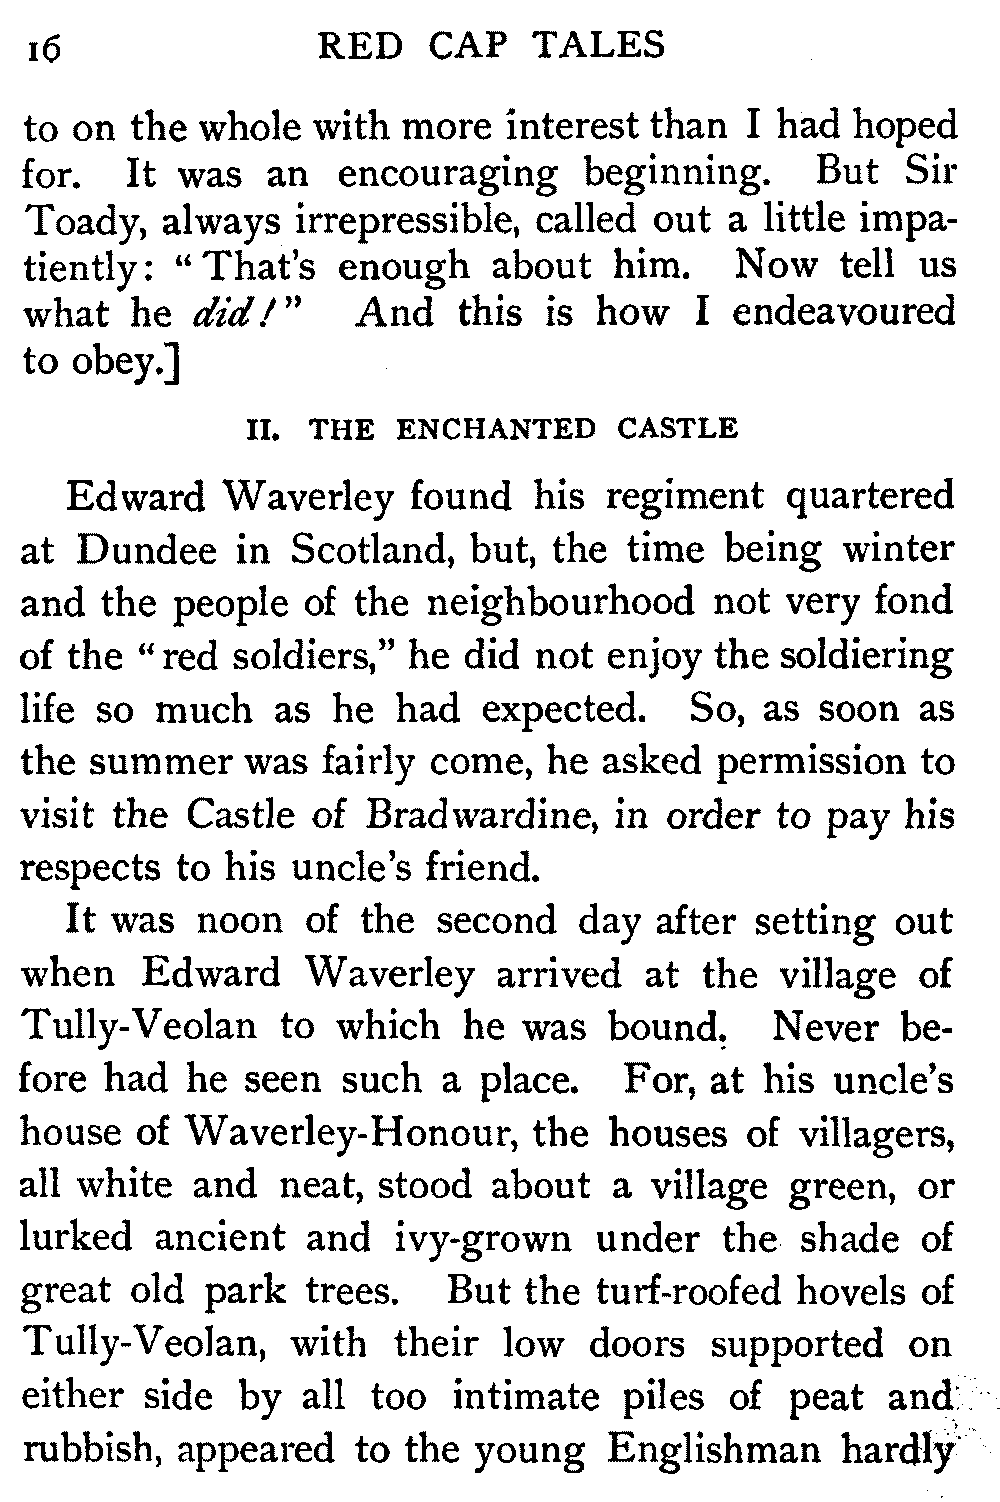 16 RED CAP TALES
to on the whole with more interest than I had hoped
for. It was an encouraging beginning. But Sir
Toady, always irrepressible, called out a little impa-
tiently: “That's enough about him. Now tell us
what he did!” And this is how I endeavoured
to obey.]
II. THE ENCHANTED CASTLE
Edward Waverley found his regiment quartered
at Dundee in Scotland, but, the time being winter
and the people of the neighbourhood not very fond
of the “red soldiers,” he did not enjoy the soldiering
life so much as he had expected. So, as soon as
the summer was fairly come, he asked permission to
visit the Castle of Bradwardine, in order to pay his
respects to his uncle's friend.
It was noon of the second day after setting out
when Edward Waverley arrived at the village of
Tully-Veolan to which he was bound. Never be-
fore had he seen such a place. For, at his uncle's
house of Waverley-Honour, the houses of villagers,
all white and neat, stood about a village green, or
lurked ancient and ivy-grown under the shade of
great old park trees. But the turf-roofed hovels of
Tully-Veolan, with their low doors supported on
either side by all too intimate piles of peat and
rubbish, appeared to the young Englishman hardly